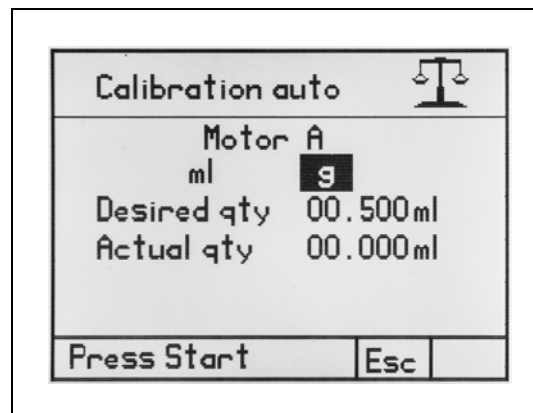 Calibration auto
Motor A
ml g
Desired qty 00.500ml
Actual qty 00.000ml
Press Start Esc